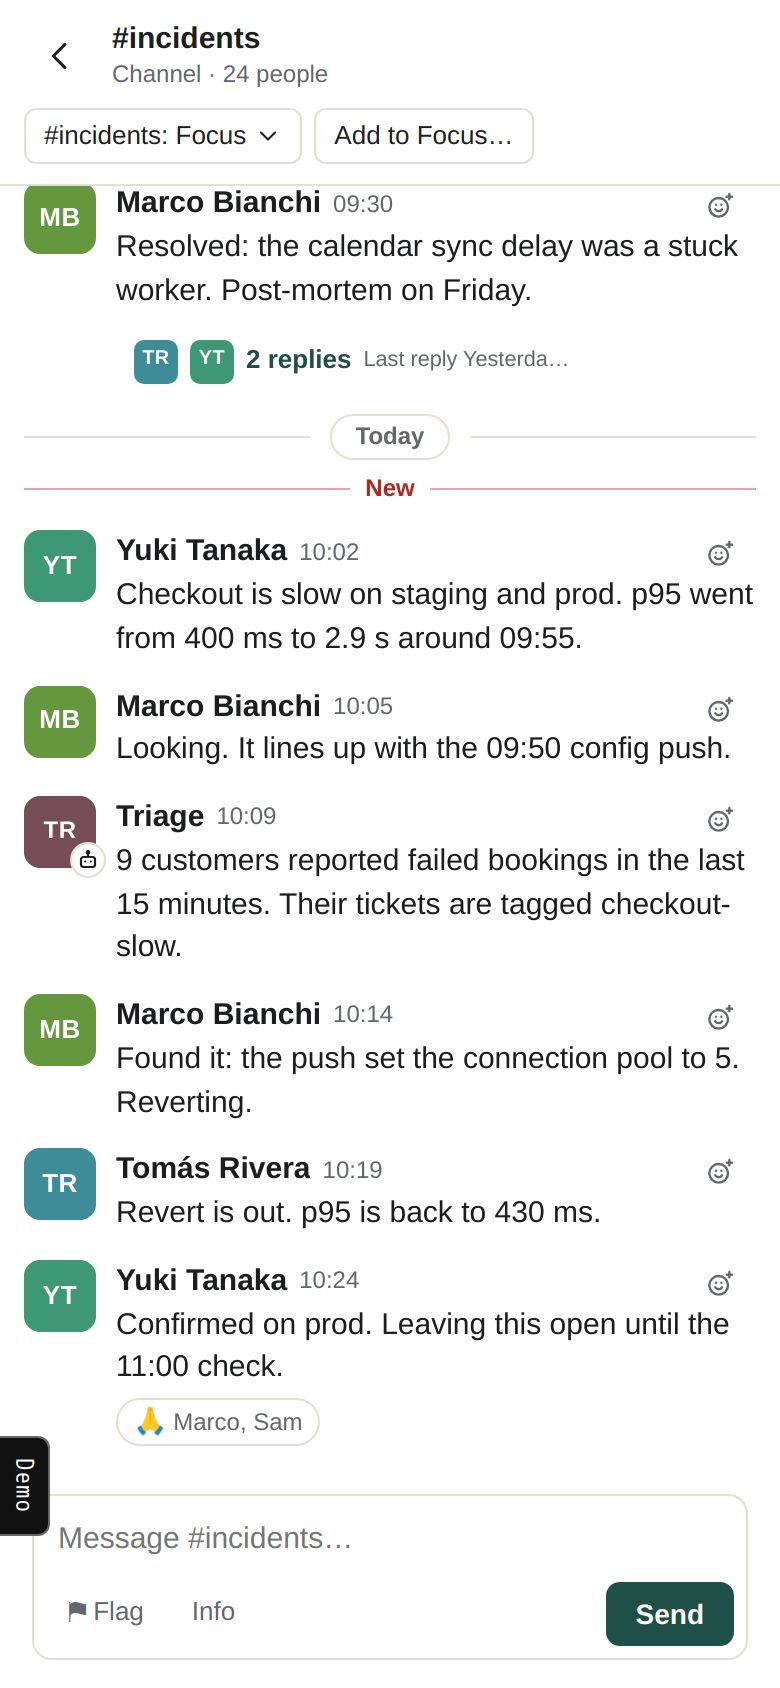 #incidents
Channel · 24 people
#incidents: Focus
Add to Focus…
MB
Marco Bianchi 09:30
Resolved: the calendar sync delay was a stuck
worker. Post-mortem on Friday.
TR YT 2 replies Last reply Yesterda…
Today
New
YT
Yuki Tanaka 10:02
Checkout is slow on staging and prod. p95 went
from 400 ms to 2.9 s around 09:55.
MB
Marco Bianchi 10:05
Looking. It lines up with the 09:50 config push.
TR
Triage 10:09
9 customers reported failed bookings in the last
15 minutes. Their tickets are tagged checkout-
slow.
MB
Marco Bianchi 10:14
Found it: the push set the connection pool to 5.
Reverting.
TR
Tomás Rivera 10:19
Revert is out. p95 is back to 430 ms.
YT
Yuki Tanaka 10:24
Confirmed on prod. Leaving this open until the
11:00 check.
🙏 Marco, Sam
Demo
Message #incidents…
Flag
Info
Send